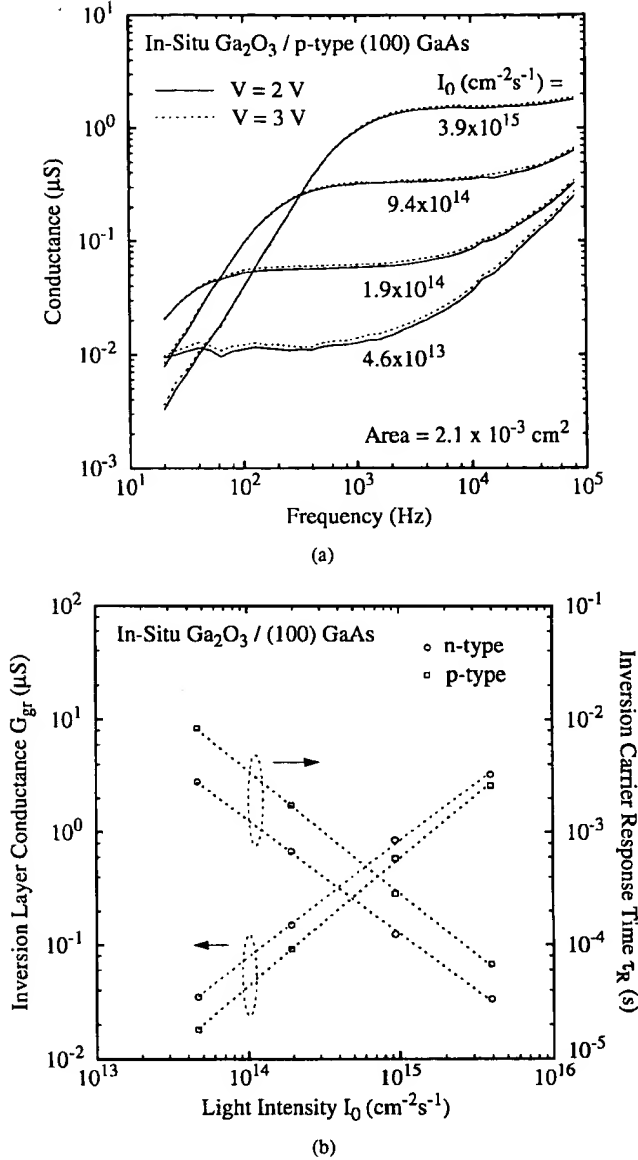 In-Situ Ga₂O₃ / p-type (100) GaAs
V = 2 V
V = 3 V
I₀ (cm⁻²s⁻¹) =
3.9x10¹⁵
9.4x10¹⁴
1.9x10¹⁴
4.6x10¹³
Area = 2.1 x 10⁻³ cm²
Conductance (µS)
10¹
10⁰
10⁻¹
10⁻²
10⁻³
10¹ 10² 10³ 10⁴ 10⁵
Frequency (Hz)
(a)
In-Situ Ga₂O₃ / (100) GaAs
n-type
p-type
Inversion Layer Conductance G_gr (µS)
10²
10¹
10⁰
10⁻¹
10⁻²
10⁻¹
10⁻²
10⁻³
10⁻⁴
10⁻⁵
Inversion Carrier Response Time τ_R (s)
10¹³ 10¹⁴ 10¹⁵ 10¹⁶
Light Intensity I₀ (cm⁻²s⁻¹)
(b)